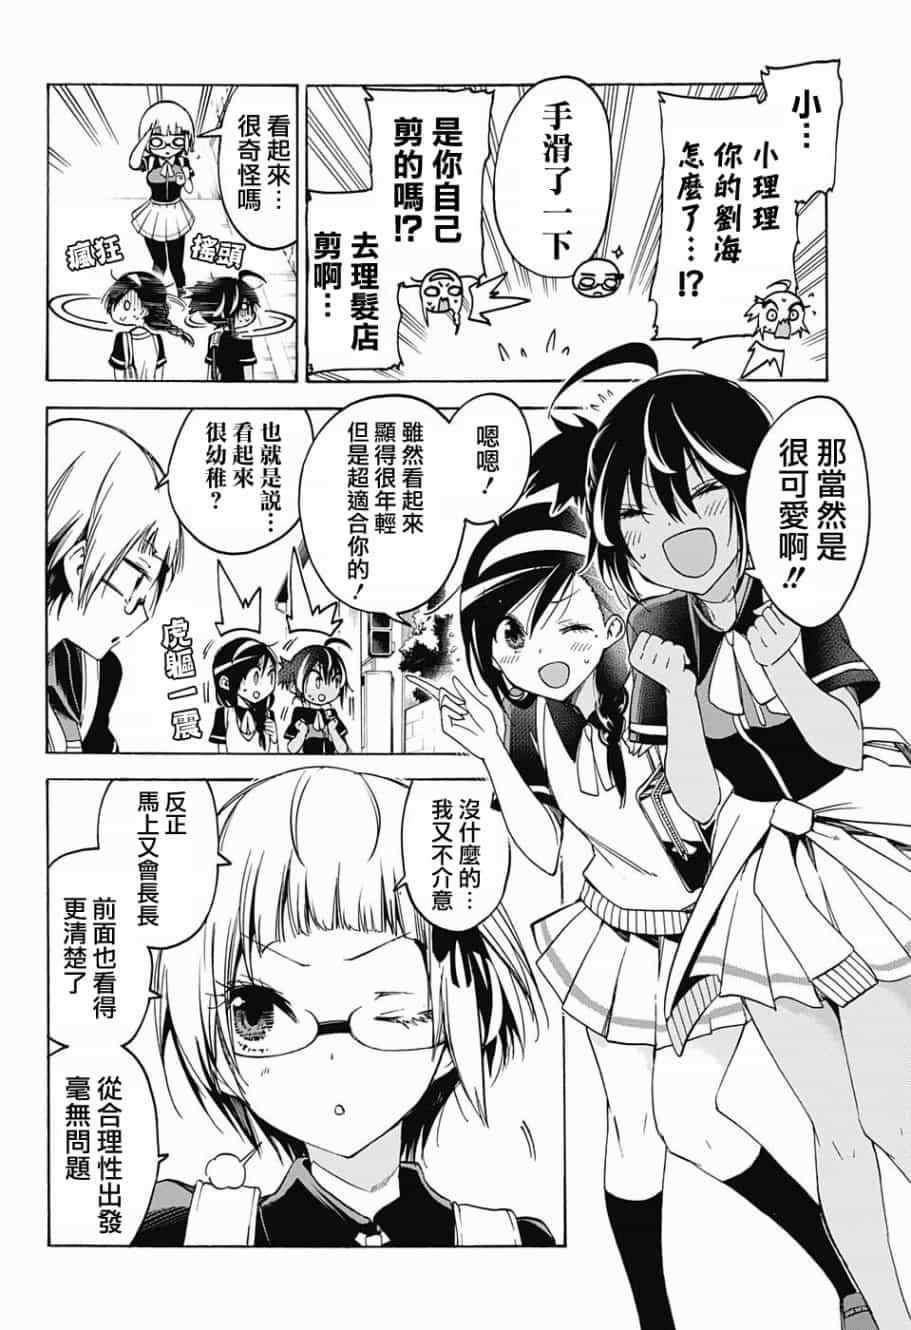 小…
小理理
你的劉海
怎麼了…!?
手滑了一下
是你自己
剪的嗎!?
去理髮店
剪啊…
看起來…
很奇怪嗎
搖頭
瘋狂
那當然是
很可愛啊!!
嗯嗯!
雖然看起來
顯得很年輕
但是超適合你的!
也就是説…
看起來
很幼稚?
虎軀一震
沒什麼的…
我又不介意
反正
馬上又會長長
前面也看得
更清楚了
從合理性出發
毫無問題